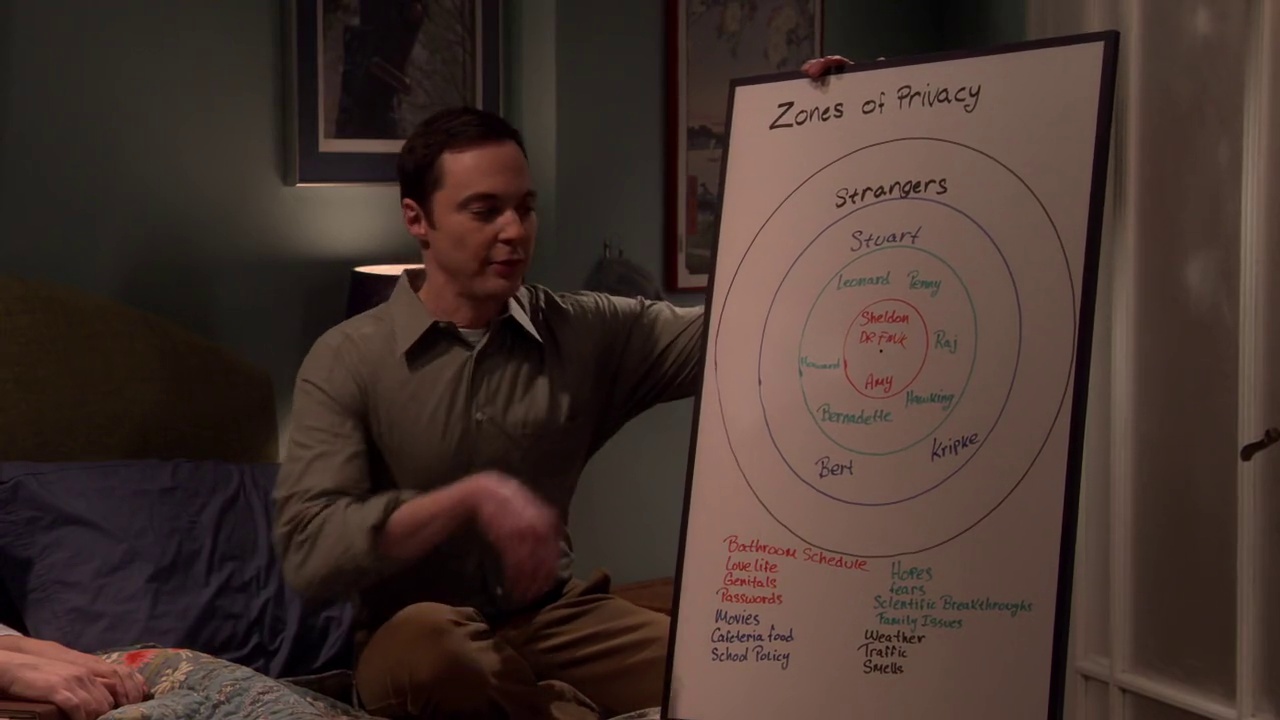 Zones of Privacy
Strangers
Stuart
Leonard Penny
Sheldon
DR FMK
Raj
Howard
Amy
Hawking
Bernadette
Kripke
Bert
Bathroom Schedule
Love life
Genitals
Passwords
Movies
Cafeteria food
School Policy
Hopes
fears
Scientific Breakthroughs
Family Issues
Weather
Traffic
Smells